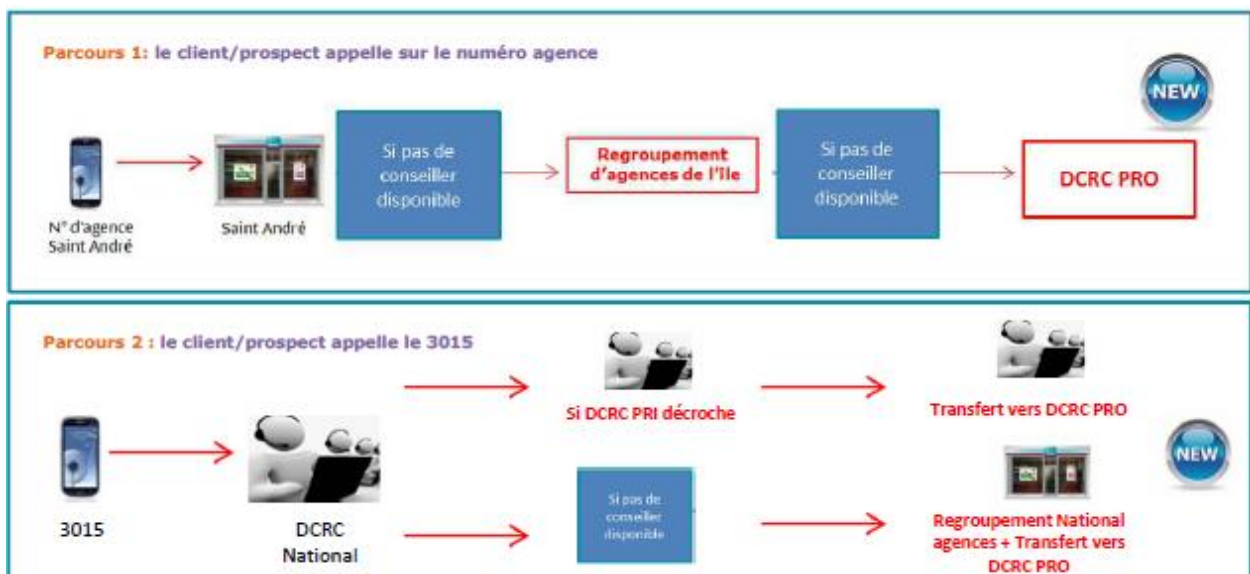 Parcours 1: le client/prospect appelle sur le numéro agence
NEW
N° d'agence
Saint André
Saint André
Si pas de
conseiller
disponible
Regroupement
d'agences de l'île
Si pas de
conseiller
disponible
DCRC PRO
Parcours 2 : le client/prospect appelle le 3015
3015
DCRC
National
Si DCRC PRI décroche
Transfert vers DCRC PRO
NEW
Si pas de
conseiller
disponible
Regroupement National
agences + Transfert vers
DCRC PRO